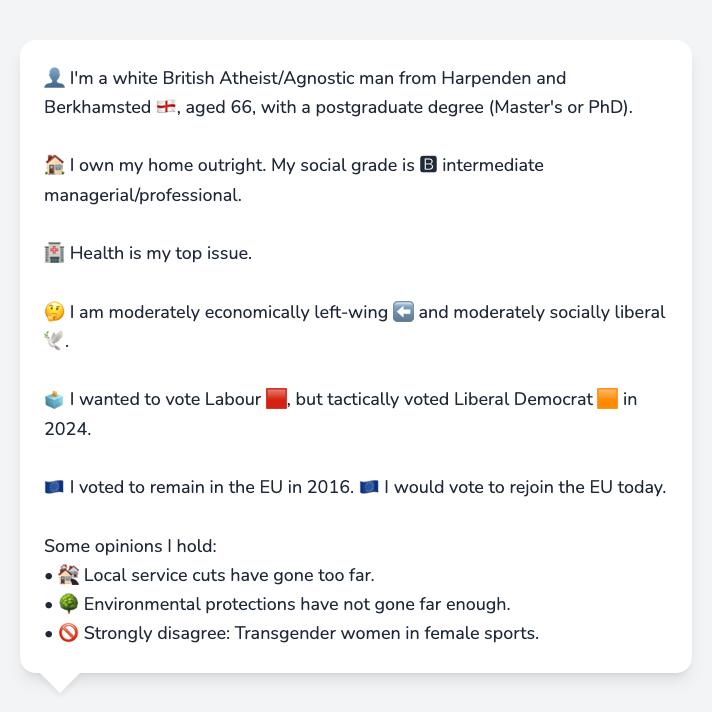 👤 I'm a white British Atheist/Agnostic man from Harpenden and
Berkhamsted 🏴󠁧󠁢󠁥󠁮󠁧󠁿, aged 66, with a postgraduate degree (Master's or PhD).
🏠 I own my home outright. My social grade is 🅱 intermediate
managerial/professional.
🏥 Health is my top issue.
🤔 I am moderately economically left-wing ⬅️ and moderately socially liberal
🕊️.
🗳️ I wanted to vote Labour 🟥, but tactically voted Liberal Democrat 🟧 in
2024.
🇪🇺 I voted to remain in the EU in 2016. 🇪🇺 I would vote to rejoin the EU today.
Some opinions I hold:
• 🏚️ Local service cuts have gone too far.
• 🌳 Environmental protections have not gone far enough.
• 🚫 Strongly disagree: Transgender women in female sports.